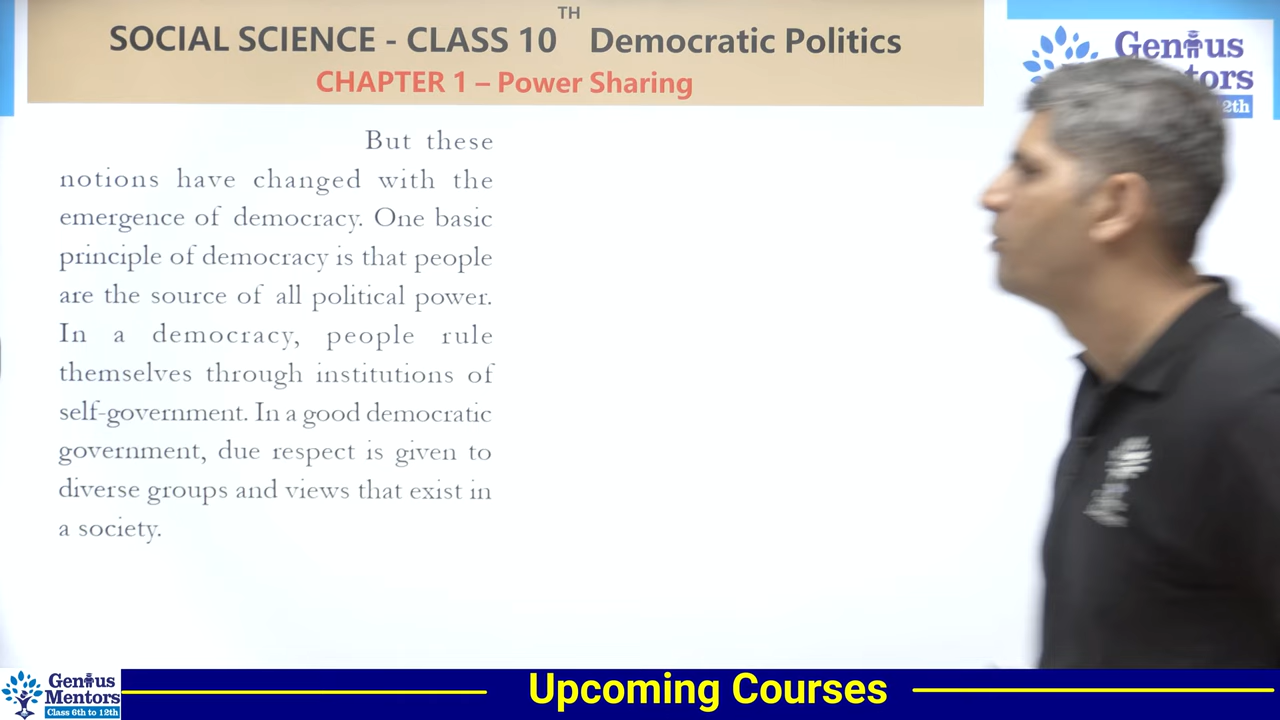 SOCIAL SCIENCE - CLASS 10TH Democratic Politics
CHAPTER 1 – Power Sharing
Genius
12th
But these
notions have changed with the
emergence of democracy. One basic
principle of democracy is that people
are the source of all political power.
In a democracy, people rule
themselves through institutions of
self-government. In a good democratic
government, due respect is given to
diverse groups and views that exist in
a society.
Genius
Mentors
Class 6th to 12th
Upcoming Courses